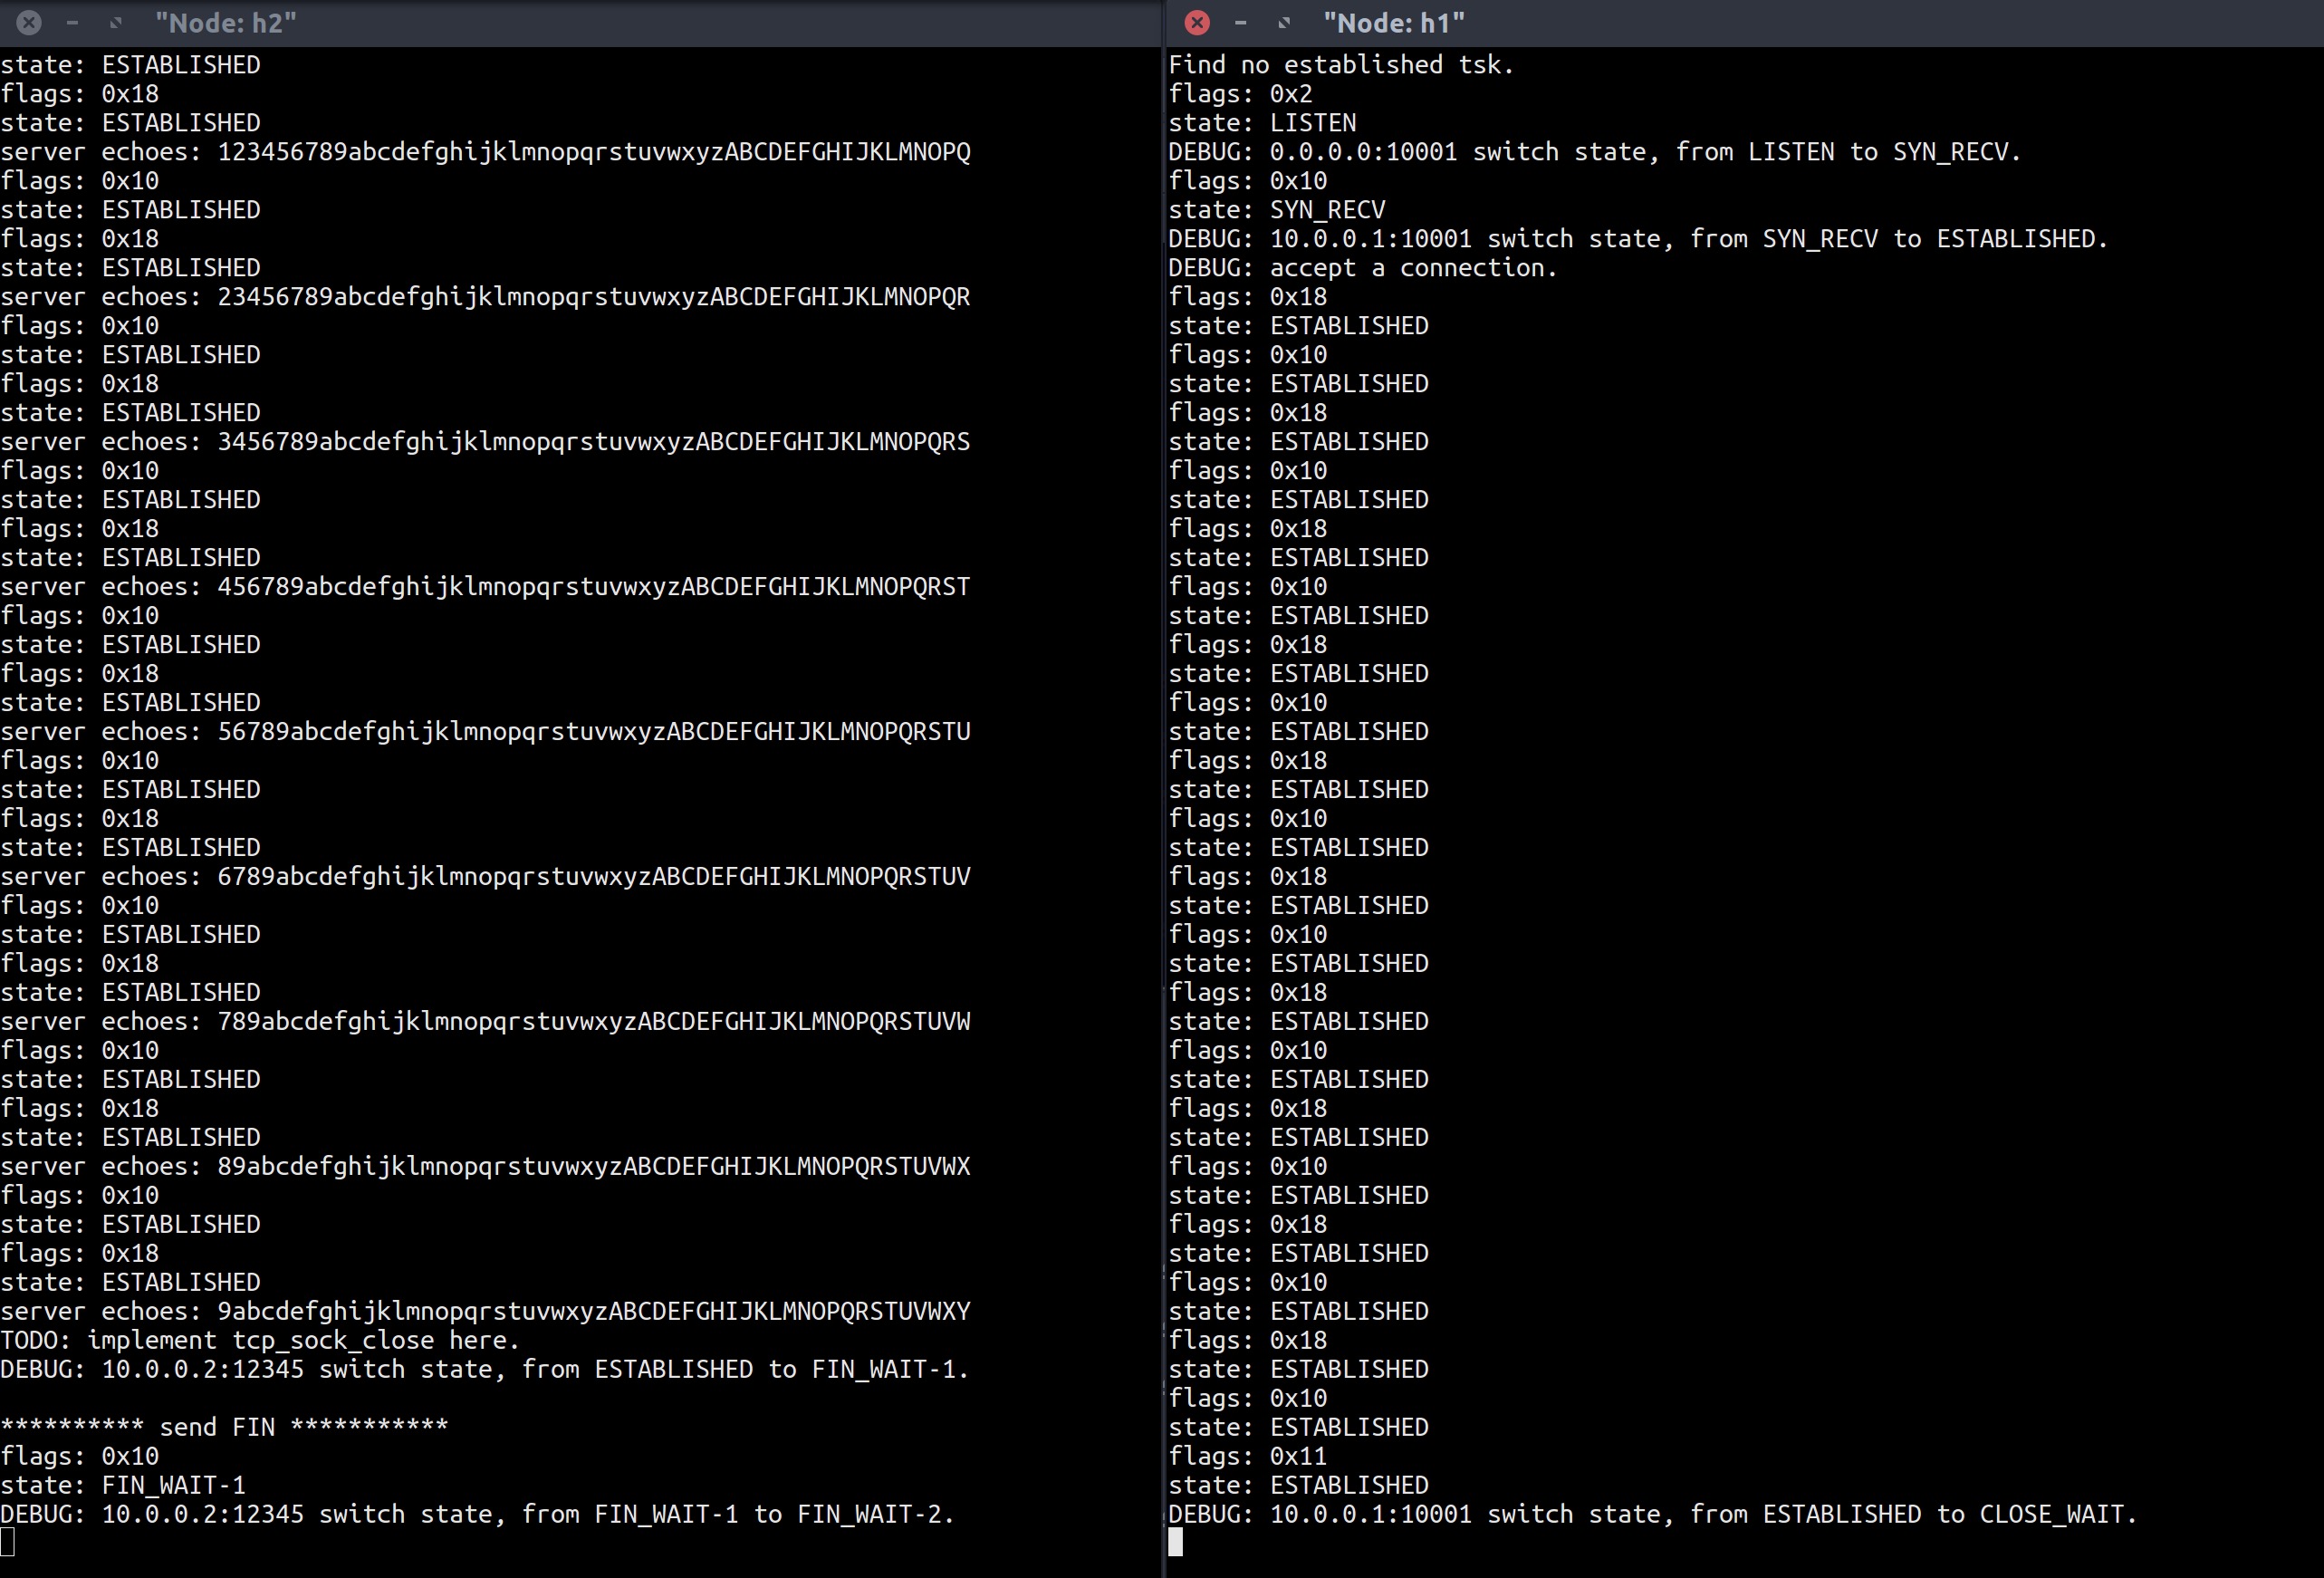 "Node: h2"
state: ESTABLISHED
flags: 0x18
state: ESTABLISHED
server echoes: 123456789abcdefghijklmnopqrstuvwxyzABCDEFGHIJKLMNOPQ
flags: 0x10
state: ESTABLISHED
flags: 0x18
state: ESTABLISHED
server echoes: 23456789abcdefghijklmnopqrstuvwxyzABCDEFGHIJKLMNOPQR
flags: 0x10
state: ESTABLISHED
flags: 0x18
state: ESTABLISHED
server echoes: 3456789abcdefghijklmnopqrstuvwxyzABCDEFGHIJKLMNOPQRS
flags: 0x10
state: ESTABLISHED
flags: 0x18
state: ESTABLISHED
server echoes: 456789abcdefghijklmnopqrstuvwxyzABCDEFGHIJKLMNOPQRST
flags: 0x10
state: ESTABLISHED
flags: 0x18
state: ESTABLISHED
server echoes: 56789abcdefghijklmnopqrstuvwxyzABCDEFGHIJKLMNOPQRSTU
flags: 0x10
state: ESTABLISHED
flags: 0x18
state: ESTABLISHED
server echoes: 6789abcdefghijklmnopqrstuvwxyzABCDEFGHIJKLMNOPQRSTUV
flags: 0x10
state: ESTABLISHED
flags: 0x18
state: ESTABLISHED
server echoes: 789abcdefghijklmnopqrstuvwxyzABCDEFGHIJKLMNOPQRSTUVW
flags: 0x10
state: ESTABLISHED
flags: 0x18
state: ESTABLISHED
server echoes: 89abcdefghijklmnopqrstuvwxyzABCDEFGHIJKLMNOPQRSTUVWX
flags: 0x10
state: ESTABLISHED
flags: 0x18
state: ESTABLISHED
server echoes: 9abcdefghijklmnopqrstuvwxyzABCDEFGHIJKLMNOPQRSTUVWXY
TODO: implement tcp_sock_close here.
DEBUG: 10.0.0.2:12345 switch state, from ESTABLISHED to FIN_WAIT-1.
********** send FIN ***********
flags: 0x10
state: FIN_WAIT-1
DEBUG: 10.0.0.2:12345 switch state, from FIN_WAIT-1 to FIN_WAIT-2.
"Node: h1"
Find no established tsk.
flags: 0x2
state: LISTEN
DEBUG: 0.0.0.0:10001 switch state, from LISTEN to SYN_RECV.
flags: 0x10
state: SYN_RECV
DEBUG: 10.0.0.1:10001 switch state, from SYN_RECV to ESTABLISHED.
DEBUG: accept a connection.
flags: 0x18
state: ESTABLISHED
flags: 0x10
state: ESTABLISHED
flags: 0x18
state: ESTABLISHED
flags: 0x10
state: ESTABLISHED
flags: 0x18
state: ESTABLISHED
flags: 0x10
state: ESTABLISHED
flags: 0x18
state: ESTABLISHED
flags: 0x10
state: ESTABLISHED
flags: 0x18
state: ESTABLISHED
flags: 0x10
state: ESTABLISHED
flags: 0x18
state: ESTABLISHED
flags: 0x10
state: ESTABLISHED
flags: 0x18
state: ESTABLISHED
flags: 0x10
state: ESTABLISHED
flags: 0x18
state: ESTABLISHED
flags: 0x10
state: ESTABLISHED
flags: 0x18
state: ESTABLISHED
flags: 0x10
state: ESTABLISHED
flags: 0x18
state: ESTABLISHED
flags: 0x10
state: ESTABLISHED
flags: 0x11
state: ESTABLISHED
DEBUG: 10.0.0.1:10001 switch state, from ESTABLISHED to CLOSE_WAIT.